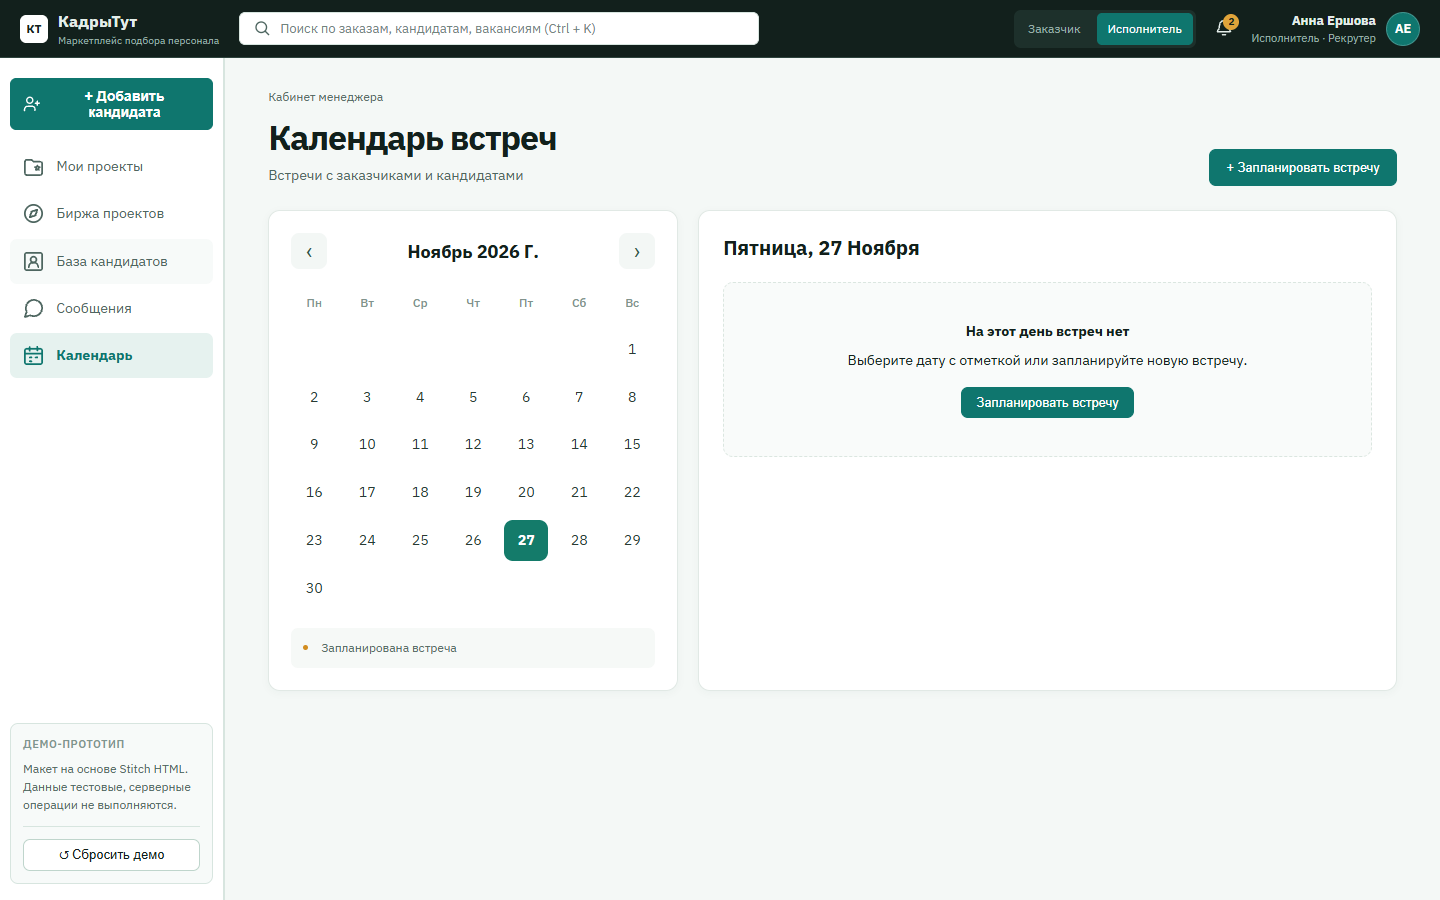 КТ
КадрыТут
Маркетплейс подбора персонала
Поиск по заказам, кандидатам, вакансиям (Ctrl + K)
Заказчик
Исполнитель
2
Анна Ершова
Исполнитель · Рекрутер
АЕ
+ Добавить
кандидата
Мои проекты
Биржа проектов
База кандидатов
Сообщения
Календарь
ДЕМО-ПРОТОТИП
Макет на основе Stitch HTML.
Данные тестовые, серверные
операции не выполняются.
↺ Сбросить демо
Кабинет менеджера
Календарь встреч
Встречи с заказчиками и кандидатами
+ Запланировать встречу
‹ Ноябрь 2026 Г. ›
Пн Вт Ср Чт Пт Сб Вс
1
2 3 4 5 6 7 8
9 10 11 12 13 14 15
16 17 18 19 20 21 22
23 24 25 26 27 28 29
30
Запланирована встреча
Пятница, 27 Ноября
На этот день встреч нет
Выберите дату с отметкой или запланируйте новую встречу.
Запланировать встречу